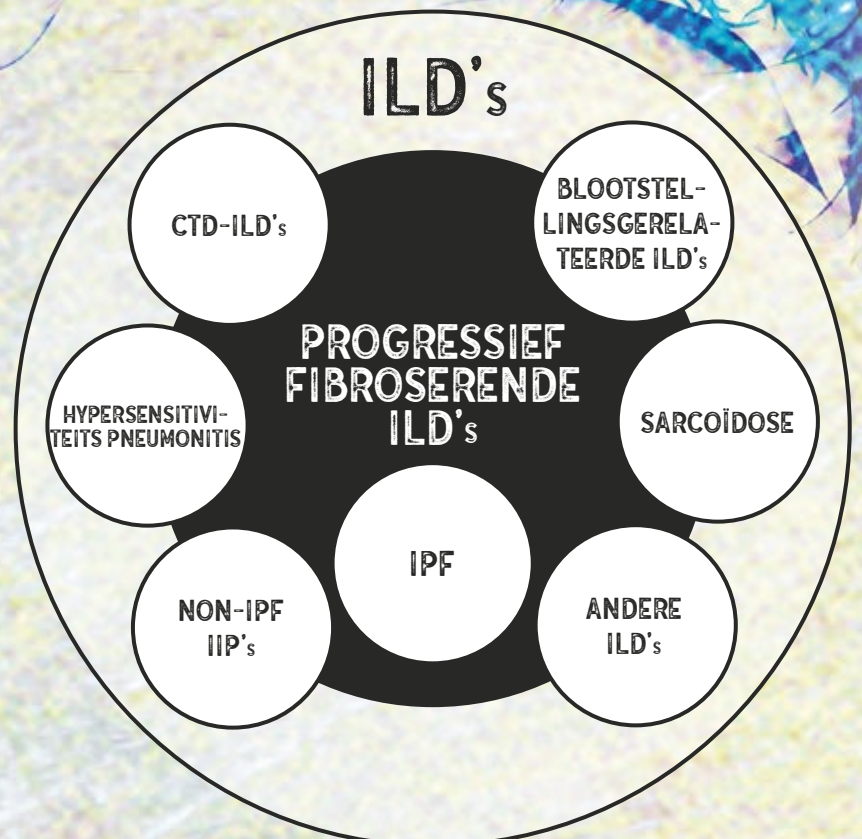 ILD's
CTD-ILD's
BLOOTSTEL-
LINGSGERELA-
TEERDE ILD's
PROGRESSIEF
FIBROSERENDE
ILD's
HYPERSENSITIVI-
TEITS PNEUMONITIS
SARCOÏDOSE
IPF
NON-IPF
IIP's
ANDERE
ILD's